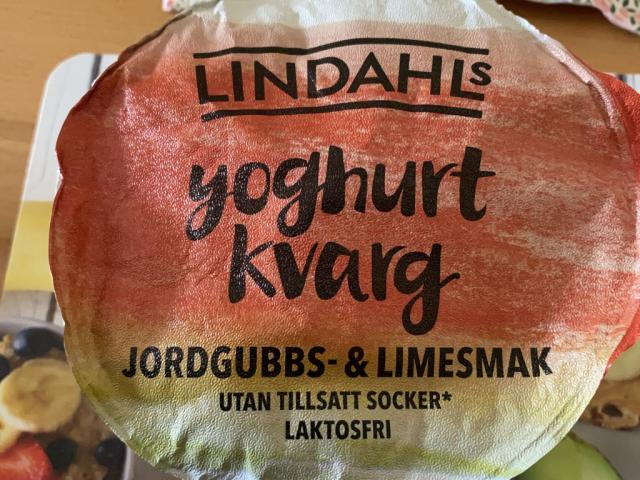 LINDAHLS
yoghurt
kvarg
JORDGUBBS- & LIMESMAK
UTAN TILLSATT SOCKER*
LAKTOSFRI